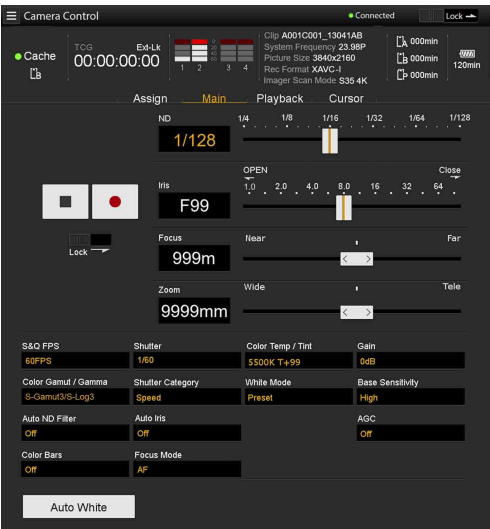 Camera Control
Connected
Lock
Cache
TCG Ext-Lk
00:00:00:00
1 2 3 4
Clip A001C001_13041AB
System Frequency 23.98P
Picture Size 3840x2160
Rec Format XAVC-I
Imager Scan Mode S35 4K
A 000min
B 000min
P 000min
120min
B
Assign Main Playback Cursor
ND
1/128
1/4 1/8 1/16 1/32 1/64 1/128
Iris
F99
OPEN Close
1.0 2.0 4.0 8.0 16 32 64
Lock
Focus
999m
Near Far
Zoom
9999mm
Wide Tele
S&Q FPS Shutter Color Temp / Tint Gain
60FPS 1/60 5500K T+99 0dB
Color Gamut / Gamma Shutter Category White Mode Base Sensitivity
S-Gamut3/S-Log3 Speed Preset High
Auto ND Filter Auto Iris AGC
Off Off Off
Color Bars Focus Mode
Off AF
Auto White